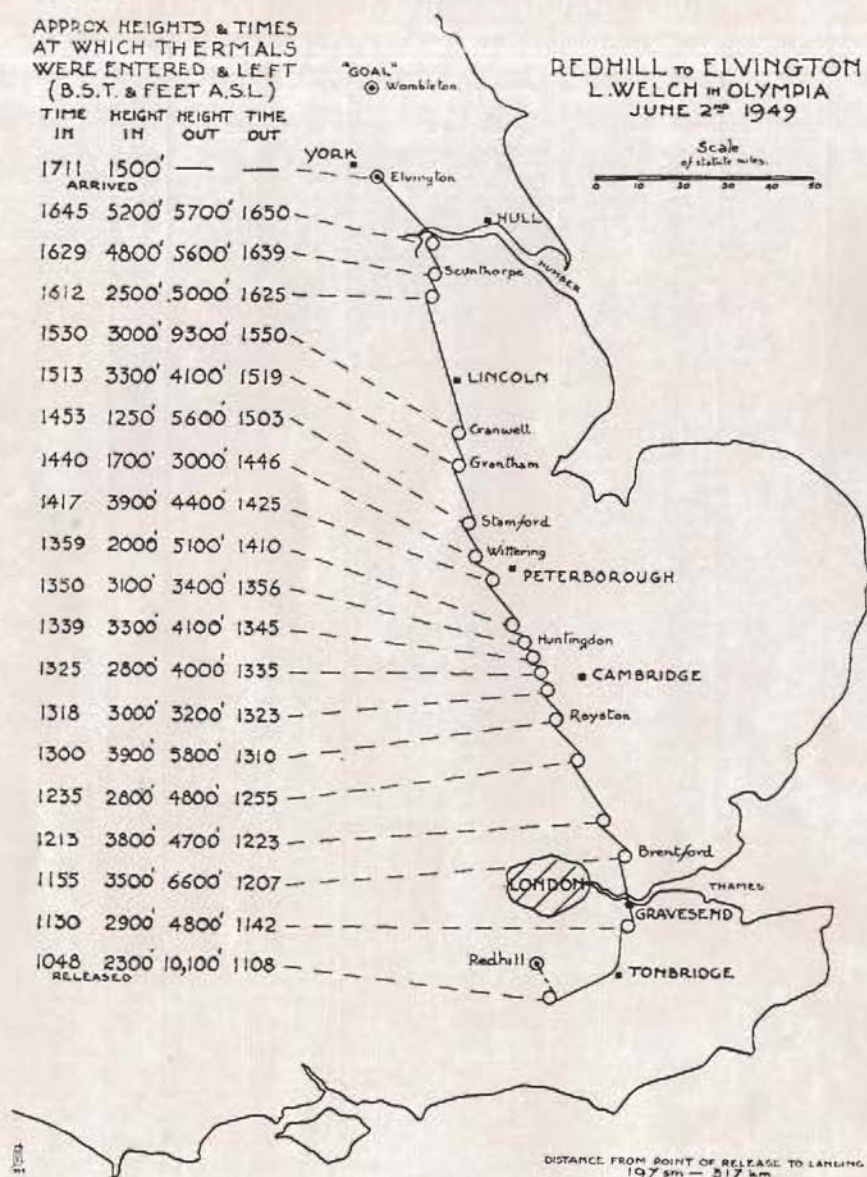 APPROX HEIGHTS & TIMES
AT WHICH THERMALS
WERE ENTERED & LEFT
(B.S.T. & FEET A.S.L.)
TIME IN HEIGHT IN HEIGHT OUT TIME OUT
1711 1500' — —
ARRIVED
1645 5200' 5700' 1650
1629 4800' 5600' 1639
1612 2500' 5000' 1625
1530 3000' 9300' 1550
1513 3300' 4100' 1519
1453 1250' 5600' 1503
1440 1700' 3000' 1446
1417 3900' 4400' 1425
1359 2000' 5100' 1410
1350 3100' 3400' 1356
1339 3300' 4100' 1345
1325 2800' 4000' 1335
1318 3000' 3200' 1323
1300 3900' 5800' 1310
1235 2800' 4800' 1255
1213 3800' 4700' 1223
1155 3500' 6600' 1207
1130 2900' 4800' 1142
1048 2300' 10,100' 1108
RELEASED
REDHILL TO ELVINGTON
L. WELCH IN OLYMPIA
JUNE 2ND 1949
Scale
of statute miles.
0 10 20 30 40 50
"GOAL"
Wombleton
YORK
Elvington
HULL
HUMBER
Scunthorpe
LINCOLN
Cranwell
Grantham
Stamford
Wittering
PETERBOROUGH
Huntingdon
CAMBRIDGE
Royston
Brentford
LONDON
THAMES
GRAVESEND
Redhill
TONBRIDGE
DISTANCE FROM POINT OF RELEASE TO LANDING
197 sm — 317 km